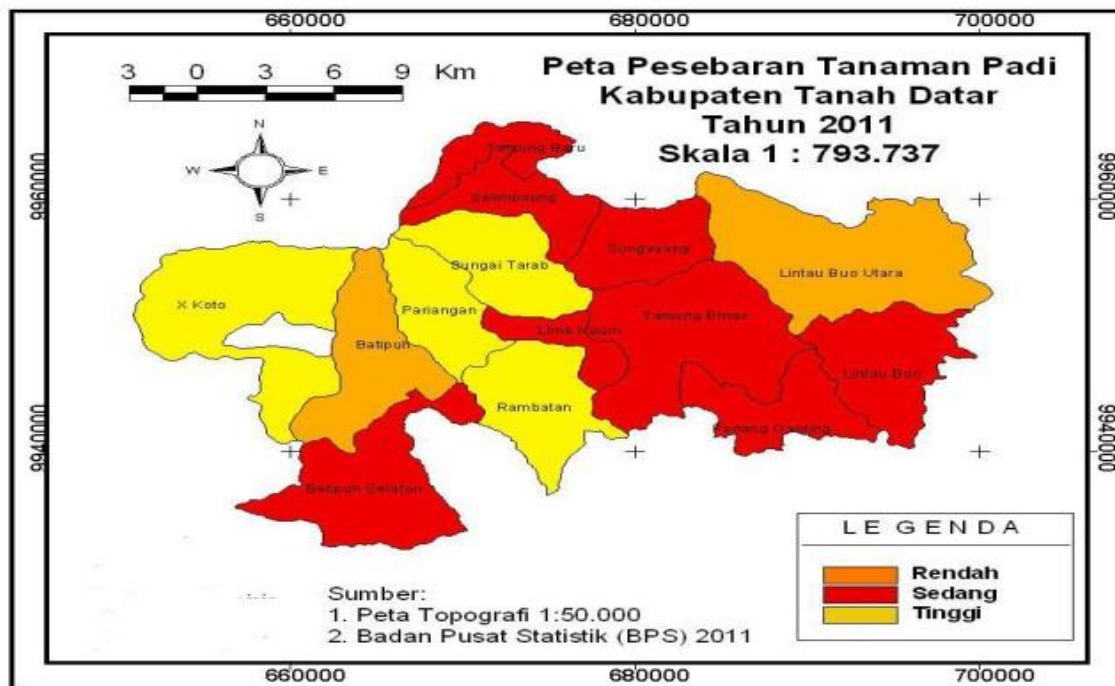 660000 680000 700000
3 0 3 6 9 Km
Peta Pesebaran Tanaman Padi
Kabupaten Tanah Datar
Tahun 2011
Skala 1 : 793.737
N
W E
S
9960000 9960000
Tanjung Baru
Salimpaung
Sungayang
Sungai Tarab
Lintau Buo Utara
X Koto
Pariangan
Lima Kaum
Tanjung Emas
Batipuh
Lintau Buo
Rambatan
Padang Ganting
9940000 9940000
Batipuh Selatan
LEGENDA
Rendah
Sedang
Tinggi
Sumber:
1. Peta Topografi 1:50.000
2. Badan Pusat Statistik (BPS) 2011
660000 680000 700000